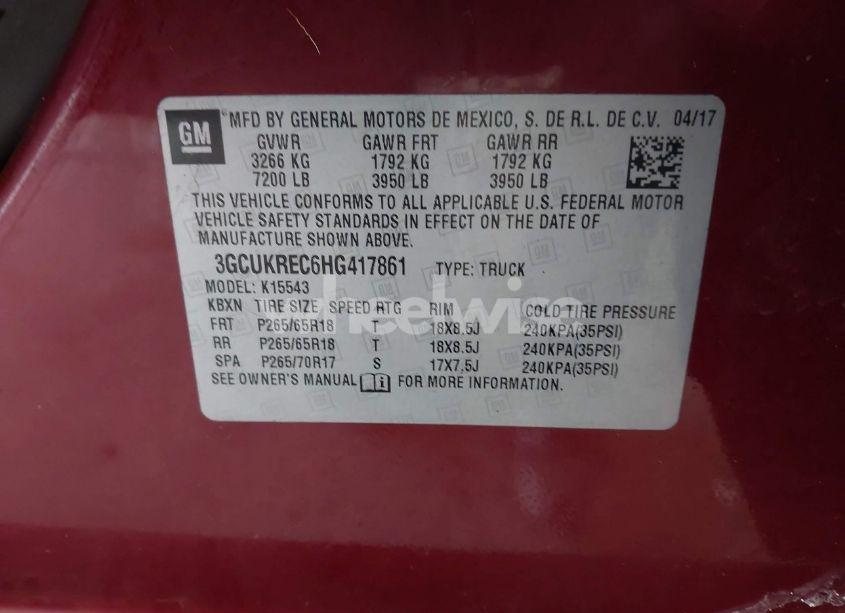 GM
® MFD BY GENERAL MOTORS DE MEXICO, S. DE R.L. DE C.V. 04/17
GVWR GAWR FRT GAWR RR
3266 KG 1792 KG 1792 KG
7200 LB 3950 LB 3950 LB
THIS VEHICLE CONFORMS TO ALL APPLICABLE U.S. FEDERAL MOTOR
VEHICLE SAFETY STANDARDS IN EFFECT ON THE DATE OF
MANUFACTURE SHOWN ABOVE.
3GCUKREC6HG417861 TYPE: TRUCK
MODEL: K15543
KBXN TIRE SIZE SPEED RTG RIM COLD TIRE PRESSURE
FRT P265/65R18 T 18X8.5J 240KPA(35PSI)
RR P265/65R18 T 18X8.5J 240KPA(35PSI)
SPA P265/70R17 S 17X7.5J 240KPA(35PSI)
SEE OWNER'S MANUAL FOR MORE INFORMATION.
wheelwise